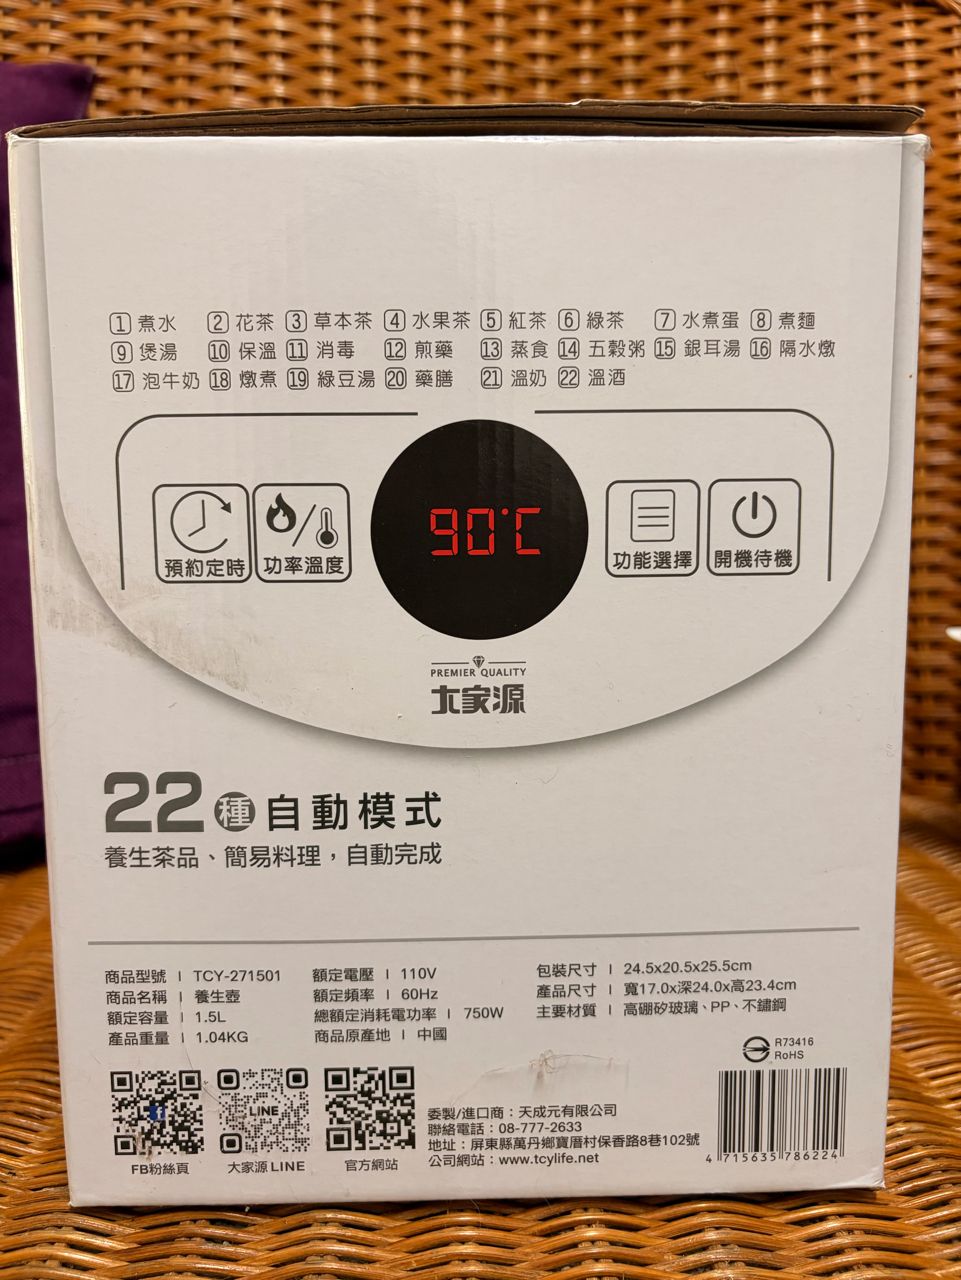 1 煮水 2 花茶 3 草本茶 4 水果茶 5 紅茶 6 綠茶 7 水煮蛋 8 煮麵
9 煲湯 10 保溫 11 消毒 12 煎藥 13 蒸食 14 五穀粥 15 銀耳湯 16 隔水燉
17 泡牛奶 18 燉煮 19 綠豆湯 20 藥膳 21 溫奶 22 溫酒
90°C
預約定時 功率溫度 功能選擇 開機待機
PREMIER QUALITY
大家源
22種自動模式
養生茶品、簡易料理，自動完成
商品型號 | TCY-271501
商品名稱 | 養生壺
額定容量 | 1.5L
產品重量 | 1.04KG
額定電壓 | 110V
額定頻率 | 60Hz
總額定消耗電功率 | 750W
商品原產地 | 中國
包裝尺寸 | 24.5x20.5x25.5cm
產品尺寸 | 寬17.0x深24.0x高23.4cm
主要材質 | 高硼矽玻璃、PP、不鏽鋼
R73416
RoHS
LINE
FB粉絲頁 大家源 LINE 官方網站
委製/進口商：天成元有限公司
聯絡電話：08-777-2633
地址：屏東縣萬丹鄉寶厝村保香路8巷102號
公司網站：www.tcylife.net
4 715635 786224